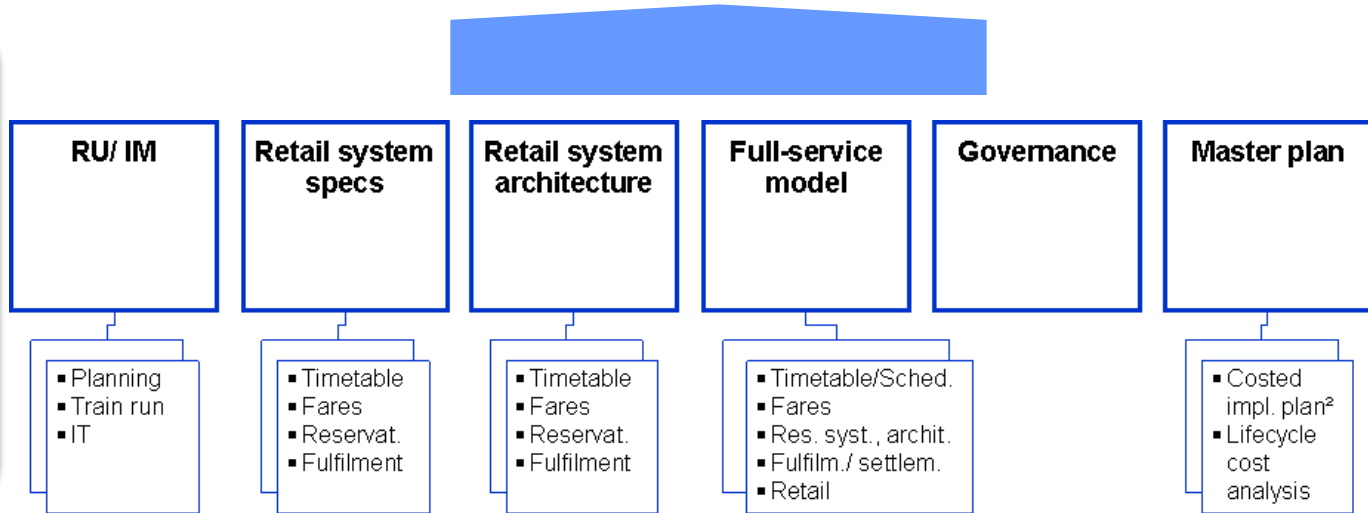 RU/ IM
Retail system
specs
Retail system
architecture
Full-service
model
Governance
Master plan
▪ Planning
▪ Train run
▪ IT
▪ Timetable
▪ Fares
▪ Reservat.
▪ Fulfilment
▪ Timetable
▪ Fares
▪ Reservat.
▪ Fulfilment
▪ Timetable/Sched.
▪ Fares
▪ Res. syst., archit.
▪ Fulfilm./ settlem.
▪ Retail
▪ Costed
impl. plan²
▪ Lifecycle
cost
analysis